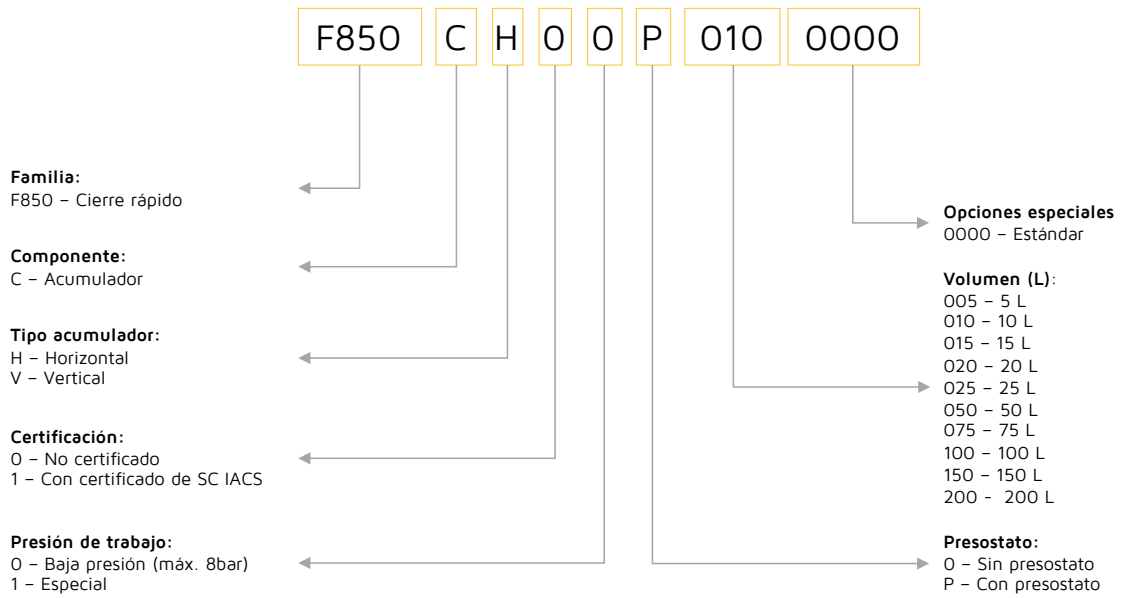 F850 C H 0 0 P 010 0000
Familia:
F850 – Cierre rápido
Componente:
C – Acumulador
Tipo acumulador:
H – Horizontal
V – Vertical
Certificación:
0 – No certificado
1 – Con certificado de SC IACS
Presión de trabajo:
0 – Baja presión (máx. 8bar)
1 – Especial
Opciones especiales
0000 – Estándar
Volumen (L):
005 – 5 L
010 – 10 L
015 – 15 L
020 – 20 L
025 – 25 L
050 – 50 L
075 – 75 L
100 – 100 L
150 – 150 L
200 - 200 L
Presostato:
0 – Sin presostato
P – Con presostato